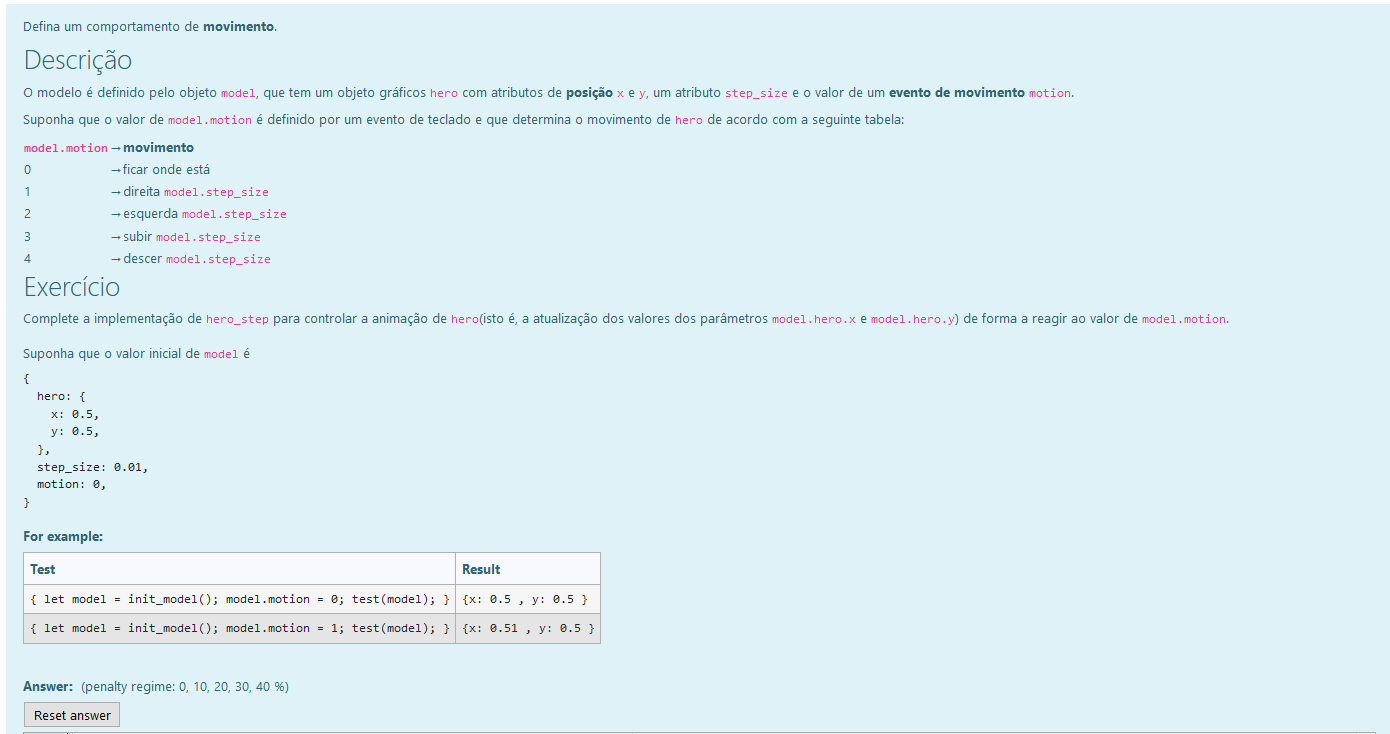 Defina um comportamento de movimento.
Descrição
O modelo é definido pelo objeto model, que tem um objeto gráficos hero com atributos de posição x e y, um atributo step_size e o valor de um evento de movimento motion.
Suponha que o valor de model.motion é definido por um evento de teclado e que determina o movimento de hero de acordo com a seguinte tabela:
model.motion → movimento
0 → ficar onde está
1 → direita model.step_size
2 → esquerda model.step_size
3 → subir model.step_size
4 → descer model.step_size
Exercício
Complete a implementação de hero_step para controlar a animação de hero(isto é, a atualização dos valores dos parâmetros model.hero.x e model.hero.y) de forma a reagir ao valor de model.motion.
Suponha que o valor inicial de model é
{
  hero: {
    x: 0.5,
    y: 0.5,
  },
  step_size: 0.01,
  motion: 0,
}
For example:
Test Result
{ let model = init_model(); model.motion = 0; test(model); } {x: 0.5 , y: 0.5 }
{ let model = init_model(); model.motion = 1; test(model); } {x: 0.51 , y: 0.5 }
Answer: (penalty regime: 0, 10, 20, 30, 40 %)
Reset answer